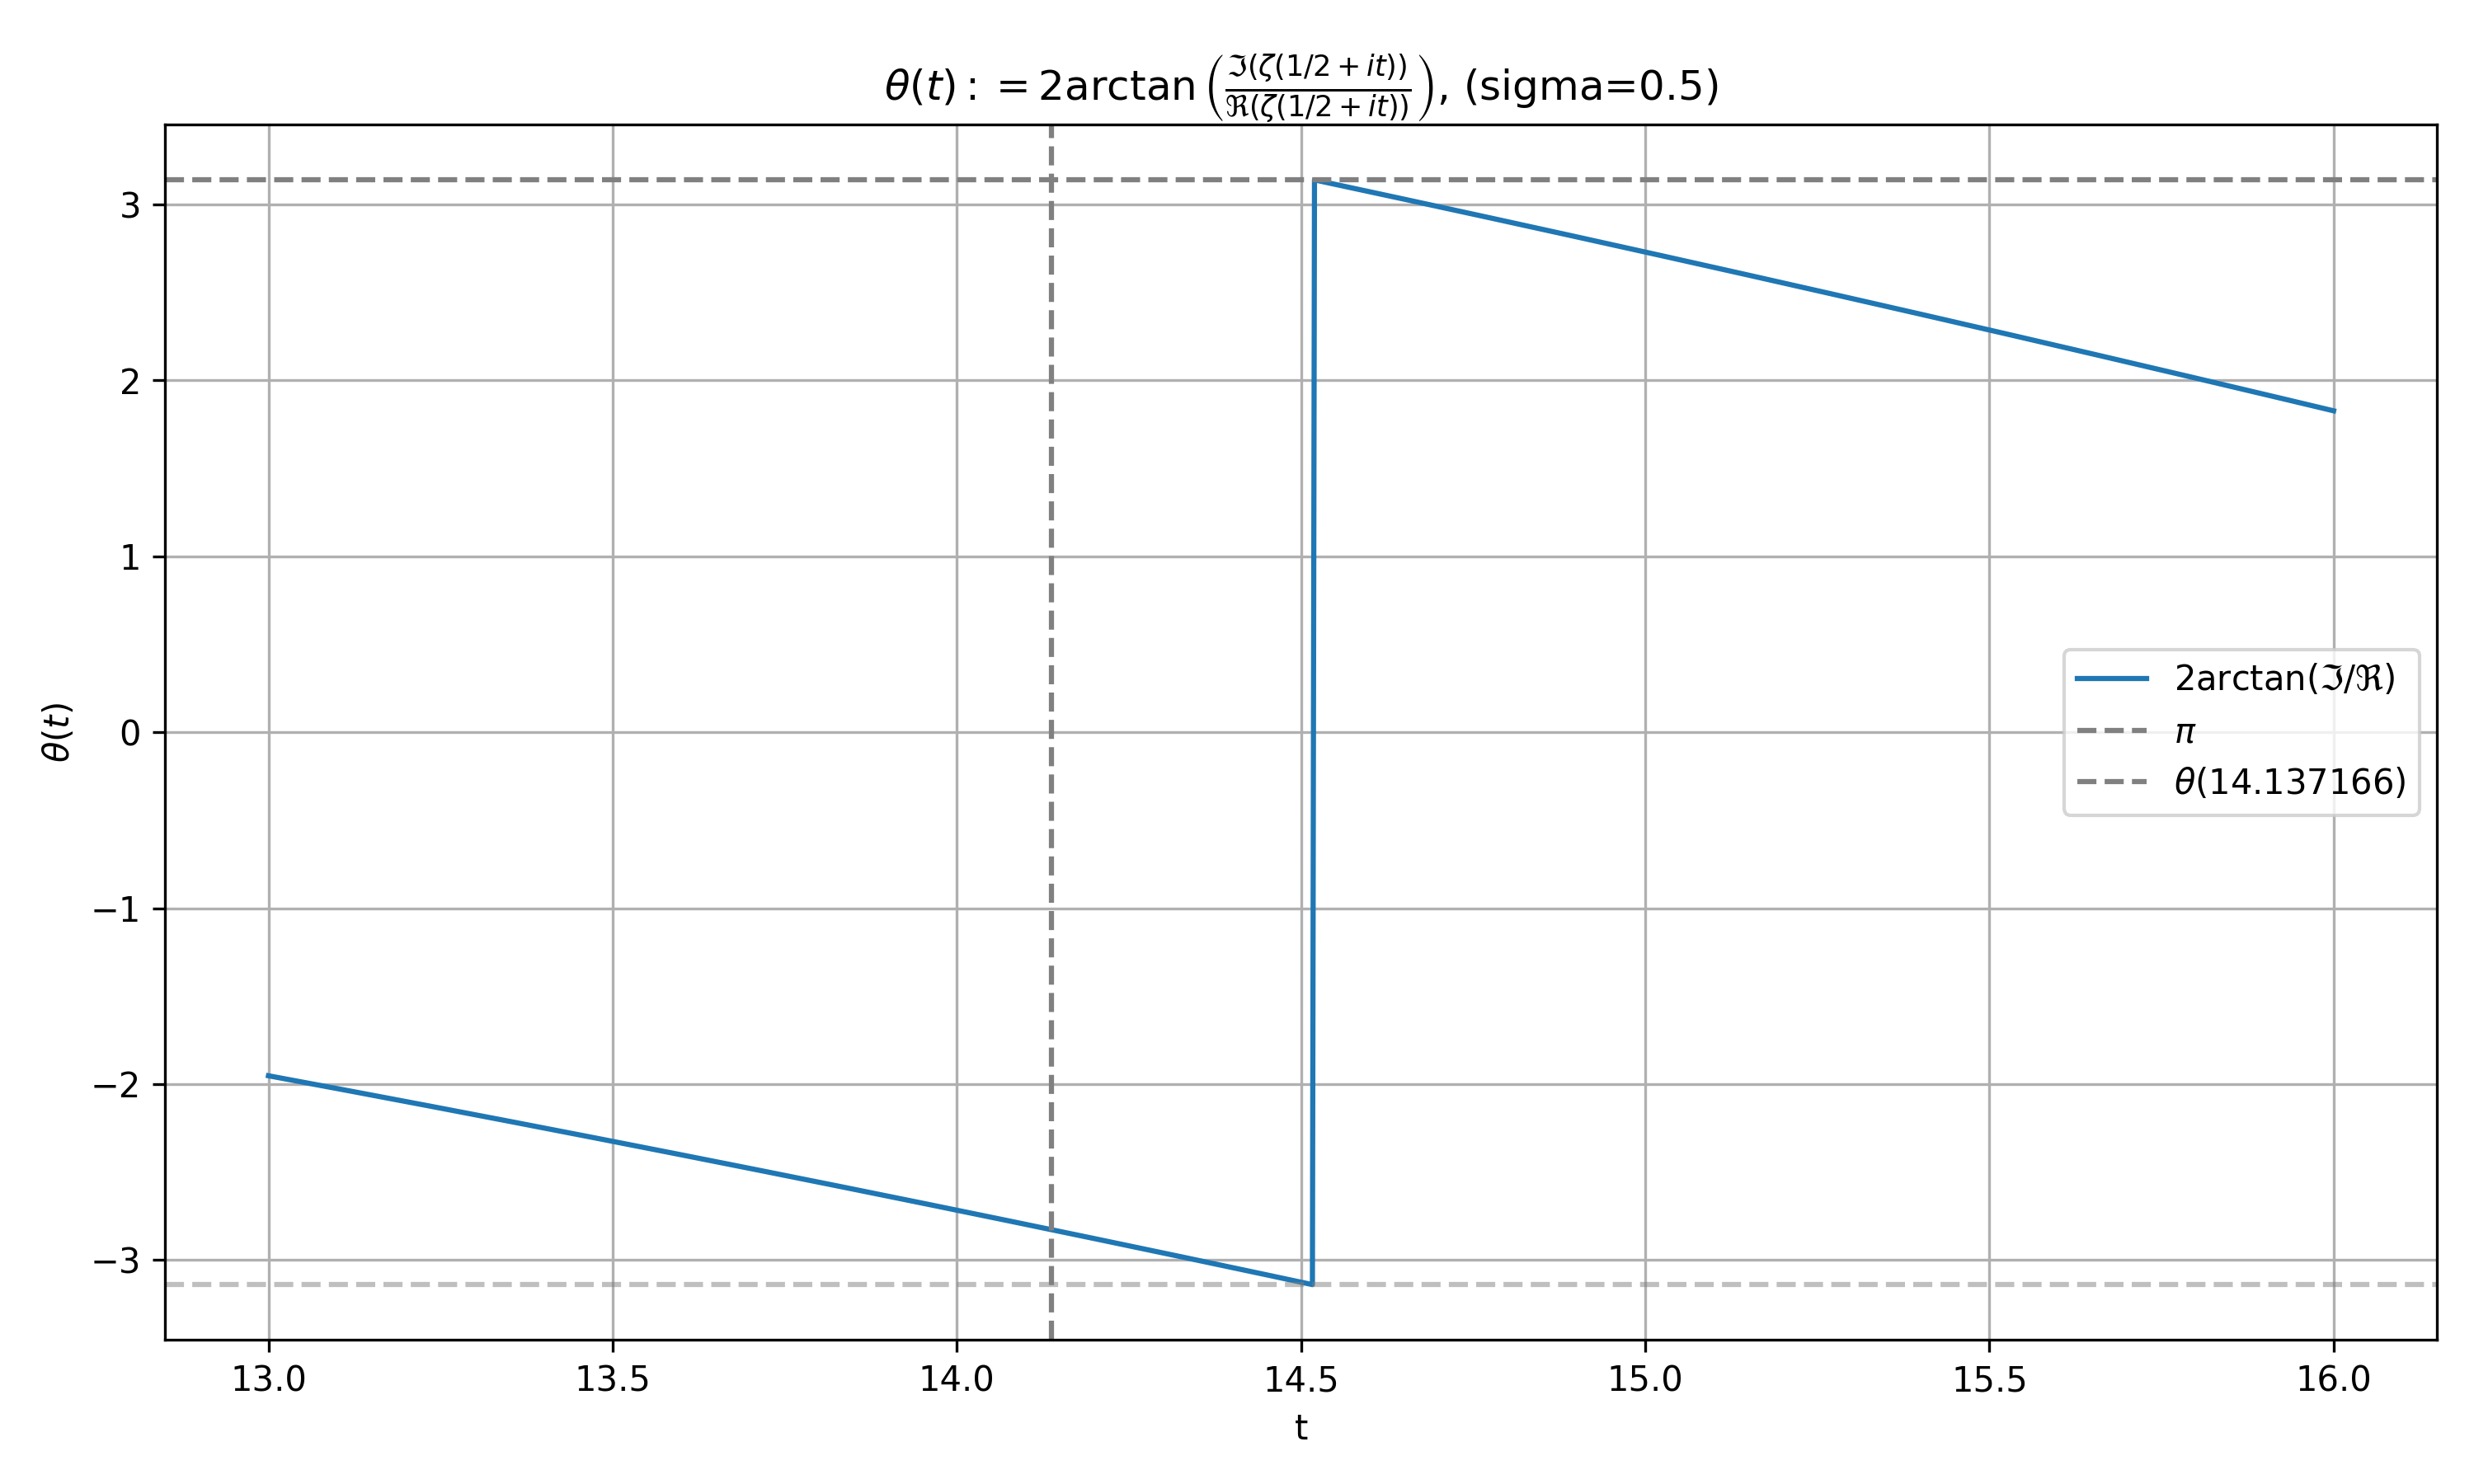 θ(t) := 2arctan(ℑ(ζ(1/2 + it))/ℜ(ζ(1/2 + it))), (sigma=0.5)
θ(t)
3
2
1
0
−1
−2
−3
2arctan(ℑ/ℜ)
π
θ(14.137166)
13.0 13.5 14.0 14.5 15.0 15.5 16.0
t